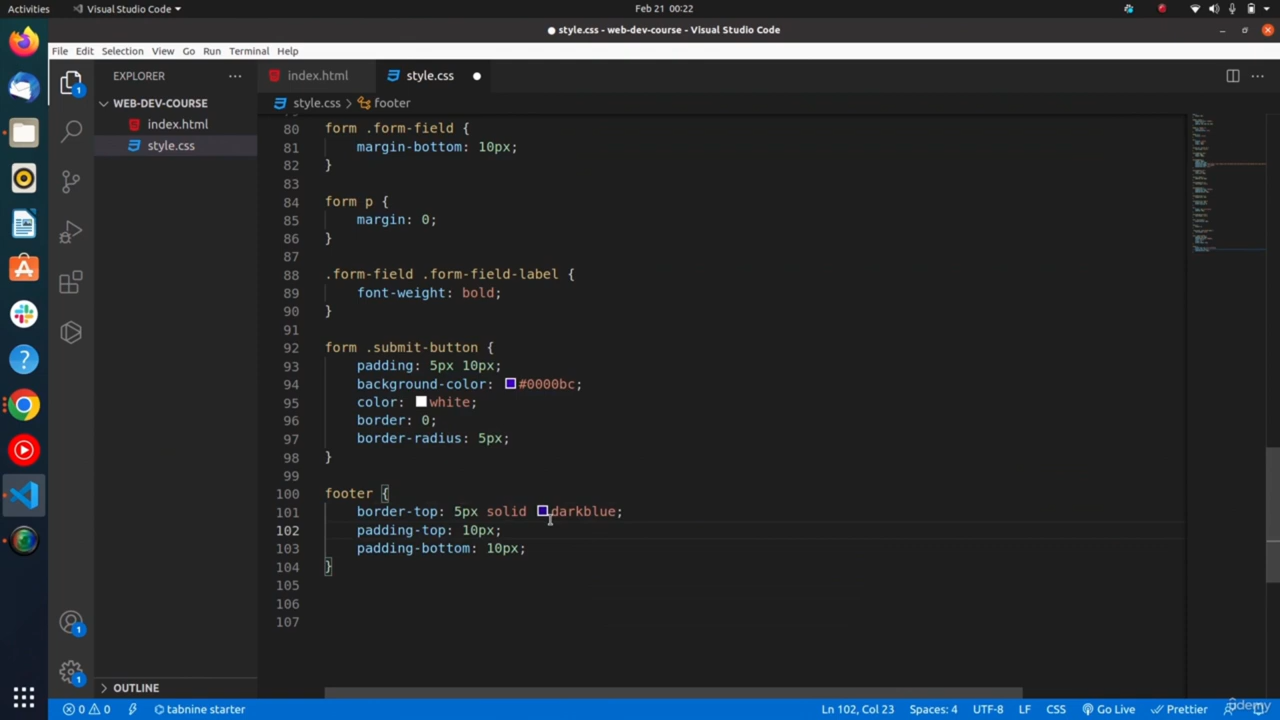 Activities
Visual Studio Code
Feb 21 00:22
style.css - web-dev-course - Visual Studio Code
File Edit Selection View Go Run Terminal Help
EXPLORER
index.html
style.css
WEB-DEV-COURSE
index.html
style.css
style.css > footer
80 form .form-field {
81 margin-bottom: 10px;
82 }
83
84 form p {
85 margin: 0;
86 }
87
88 .form-field .form-field-label {
89 font-weight: bold;
90 }
91
92 form .submit-button {
93 padding: 5px 10px;
94 background-color: #0000bc;
95 color: white;
96 border: 0;
97 border-radius: 5px;
98 }
99
100 footer {
101 border-top: 5px solid darkblue;
102 padding-top: 10px;
103 padding-bottom: 10px;
104 }
105
106
107
1
1
1
OUTLINE
0 0
tabnine starter
Ln 102, Col 23
Spaces: 4
UTF-8
LF
CSS
Go Live
Prettier
udemy